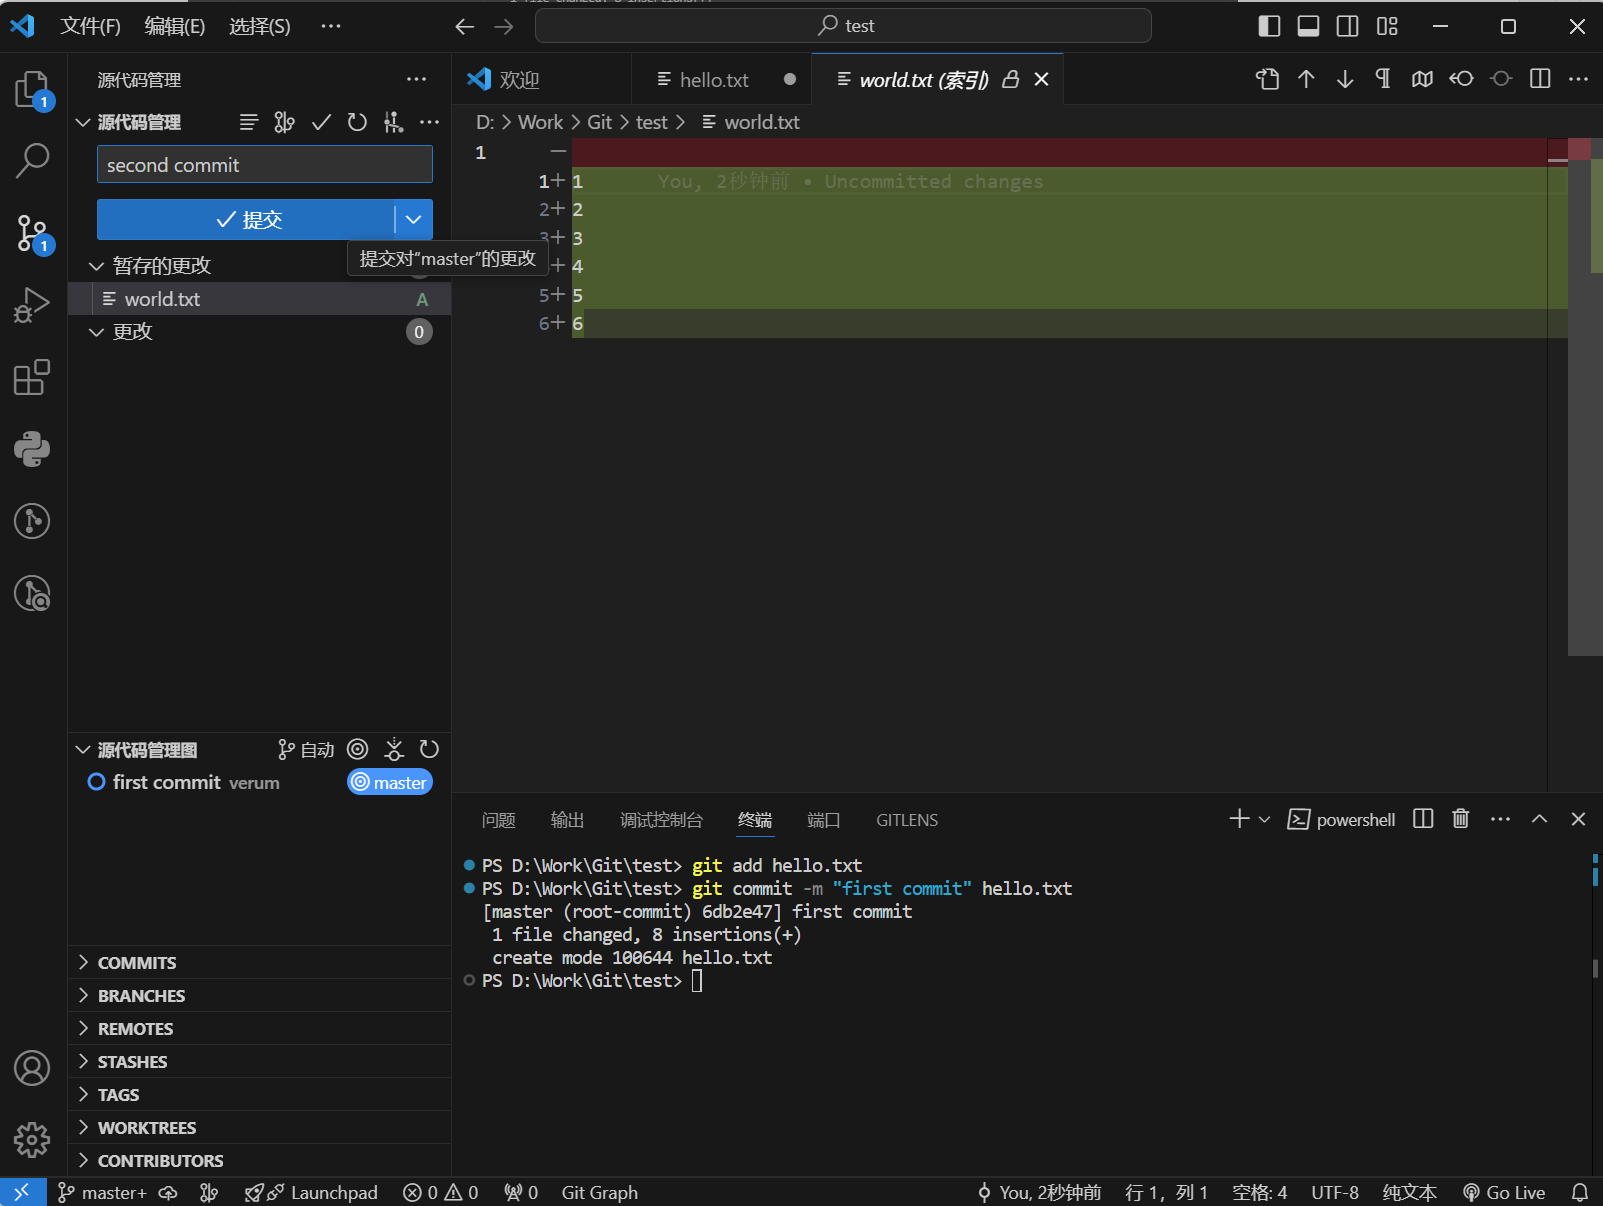 文件(F) 编辑(E) 选择(S) ··· test
源代码管理 ···
欢迎 hello.txt world.txt (索引)
源代码管理
D: > Work > Git > test > world.txt
second commit
提交
提交对“master”的更改
暂存的更改
world.txt A
更改 0
1 —
1+ 1 You, 2秒钟前 • Uncommitted changes
2+ 2
3+ 3
+ 4
5+ 5
6+ 6
1
1
源代码管理图 自动
first commit verum master
COMMITS
BRANCHES
REMOTES
STASHES
TAGS
WORKTREES
CONTRIBUTORS
问题 输出 调试控制台 终端 端口 GITLENS powershell
PS D:\Work\Git\test> git add hello.txt
PS D:\Work\Git\test> git commit -m "first commit" hello.txt
[master (root-commit) 6db2e47] first commit
1 file changed, 8 insertions(+)
create mode 100644 hello.txt
PS D:\Work\Git\test>
master+ Launchpad 0 0 0 Git Graph You, 2秒钟前 行 1，列 1 空格: 4 UTF-8 纯文本 Go Live